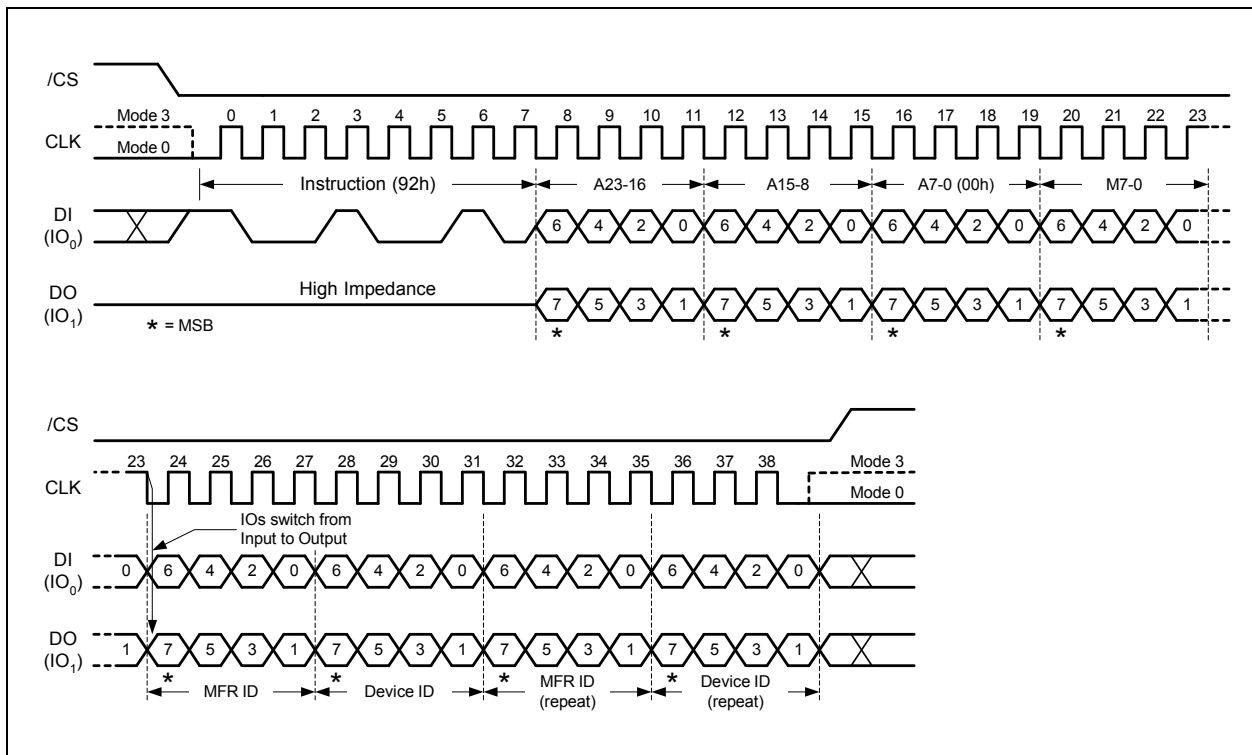 /CS
Mode 3 0 1 2 3 4 5 6 7 8 9 10 11 12 13 14 15 16 17 18 19 20 21 22 23
CLK
Mode 0
Instruction (92h) A23-16 A15-8 A7-0 (00h) M7-0
DI
(IO0)
6 4 2 0 6 4 2 0 6 4 2 0 6 4 2 0
High Impedance
DO
(IO1)
7 5 3 1 7 5 3 1 7 5 3 1 7 5 3 1
* = MSB
* * * *
/CS
23 24 25 26 27 28 29 30 31 32 33 34 35 36 37 38 Mode 3
CLK
Mode 0
IOs switch from
Input to Output
DI
(IO0)
0 6 4 2 0 6 4 2 0 6 4 2 0 6 4 2 0
DO
(IO1)
1 7 5 3 1 7 5 3 1 7 5 3 1 7 5 3 1
* * * *
MFR ID Device ID MFR ID
(repeat)
Device ID
(repeat)